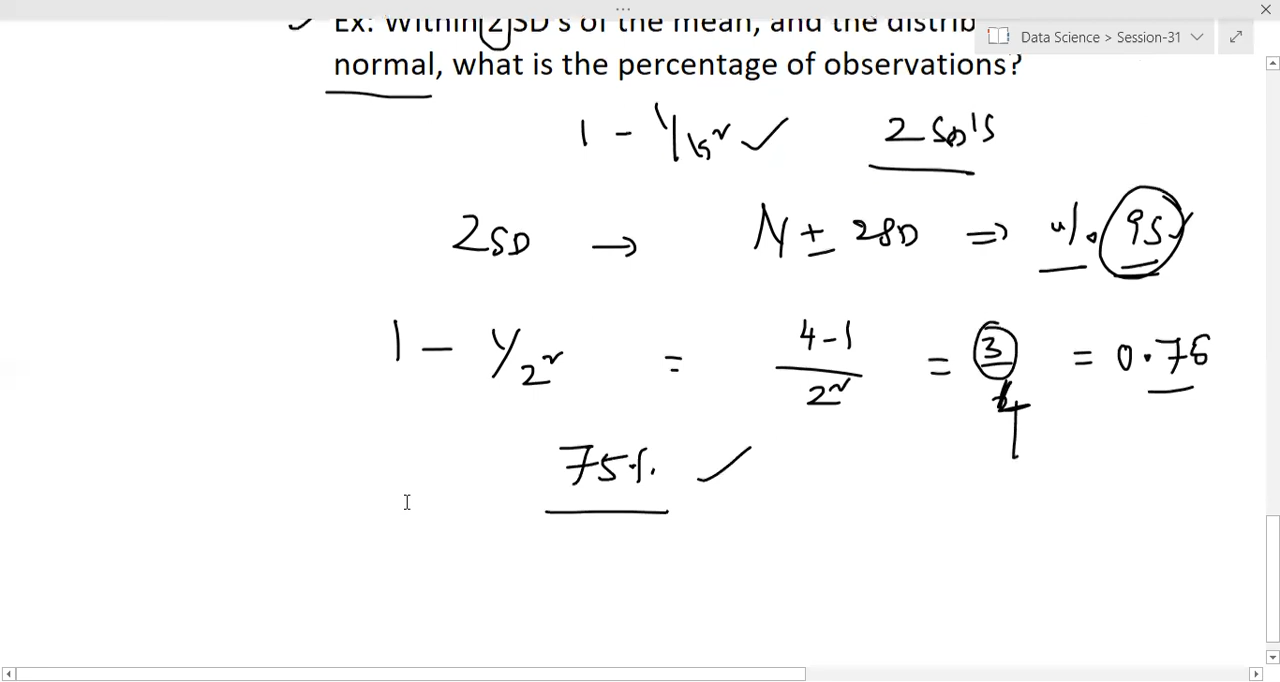 Ex: Within 2 SD's of the mean, and the distrib
Data Science > Session-31
normal, what is the percentage of observations?
1 - 1/k² 2 SD's
2SD → ± 2SD ⇒ 95
1 - 1/2² = 4-1/2² = 3/4 = 0.75
75%